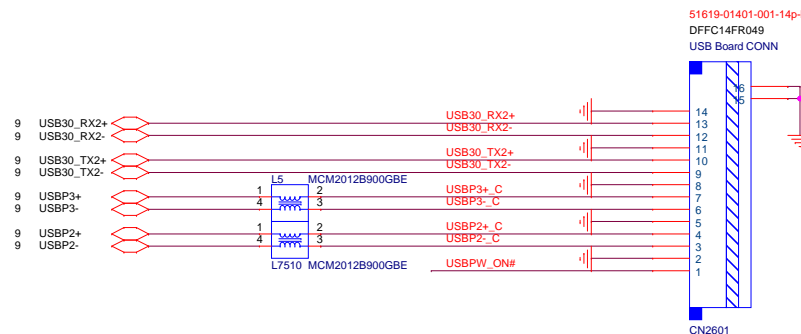 51619-01401-001-14p-
DFFC14FR049
USB Board CONN
16
15
14
9 USB30_RX2+ USB30_RX2+ 13
9 USB30_RX2- USB30_RX2- 12
11
9 USB30_TX2+ USB30_TX2+ 10
9 USB30_TX2- USB30_TX2- 9
L5 MCM2012B900GBE 8
9 USBP3+ 1 2 USBP3+_C 7
9 USBP3- 4 3 USBP3-_C 6
5
9 USBP2+ 1 2 USBP2+_C 4
9 USBP2- 4 3 USBP2-_C 3
2
L7510 MCM2012B900GBE USBPW_ON# 1
CN2601